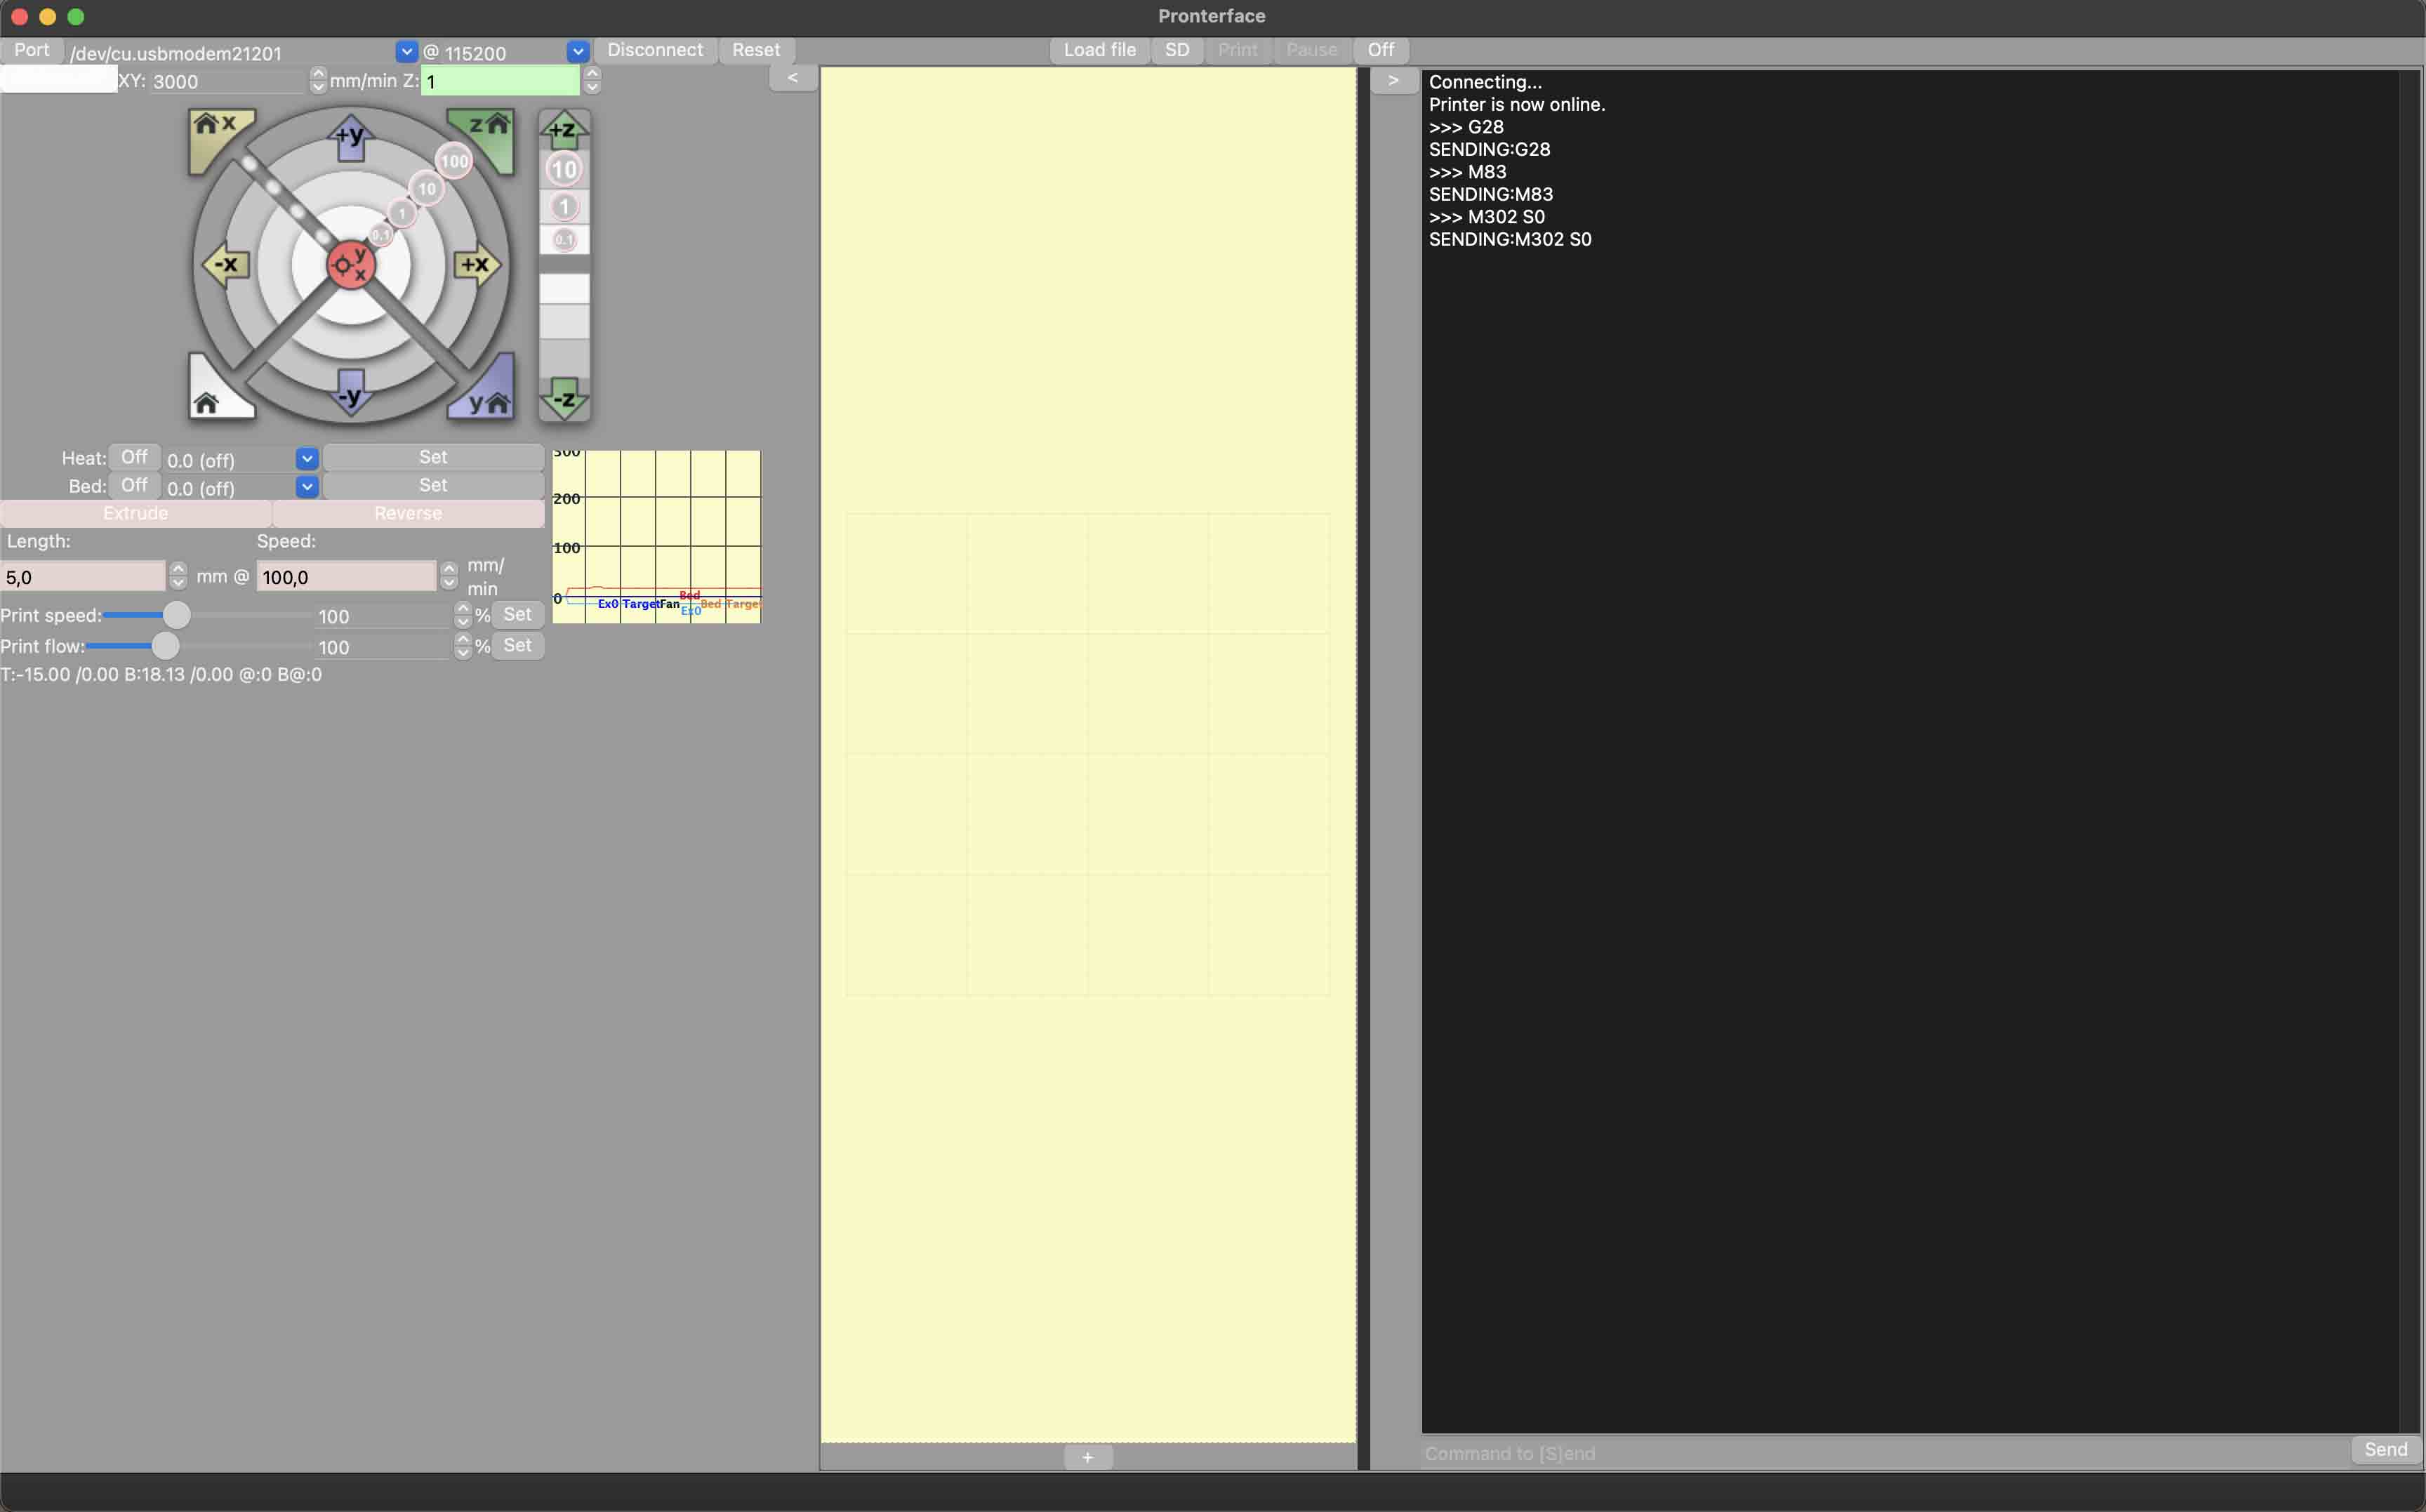 Pronterface
Port /dev/cu.usbmodem21201 @ 115200 Disconnect Reset Load file SD Print Pause Off
XY: 3000 mm/min Z: 1 < >
x z
+y +z
100 10
10 1
1 0.1
0.1
-x y x +x
-y y -z
Heat: Off 0.0 (off) Set
Bed: Off 0.0 (off) Set
Extrude Reverse
Length: Speed:
5,0 mm @ 100,0 mm/
min
Print speed: 100 % Set
Print flow: 100 % Set
T:-15.00 /0.00 B:18.13 /0.00 @:0 B@:0
300
200
100
0
Bed
Ex0 Target Fan Bed Target
Ex0
+
Connecting...
Printer is now online.
>>> G28
SENDING:G28
>>> M83
SENDING:M83
>>> M302 S0
SENDING:M302 S0
Command to [S]end Send